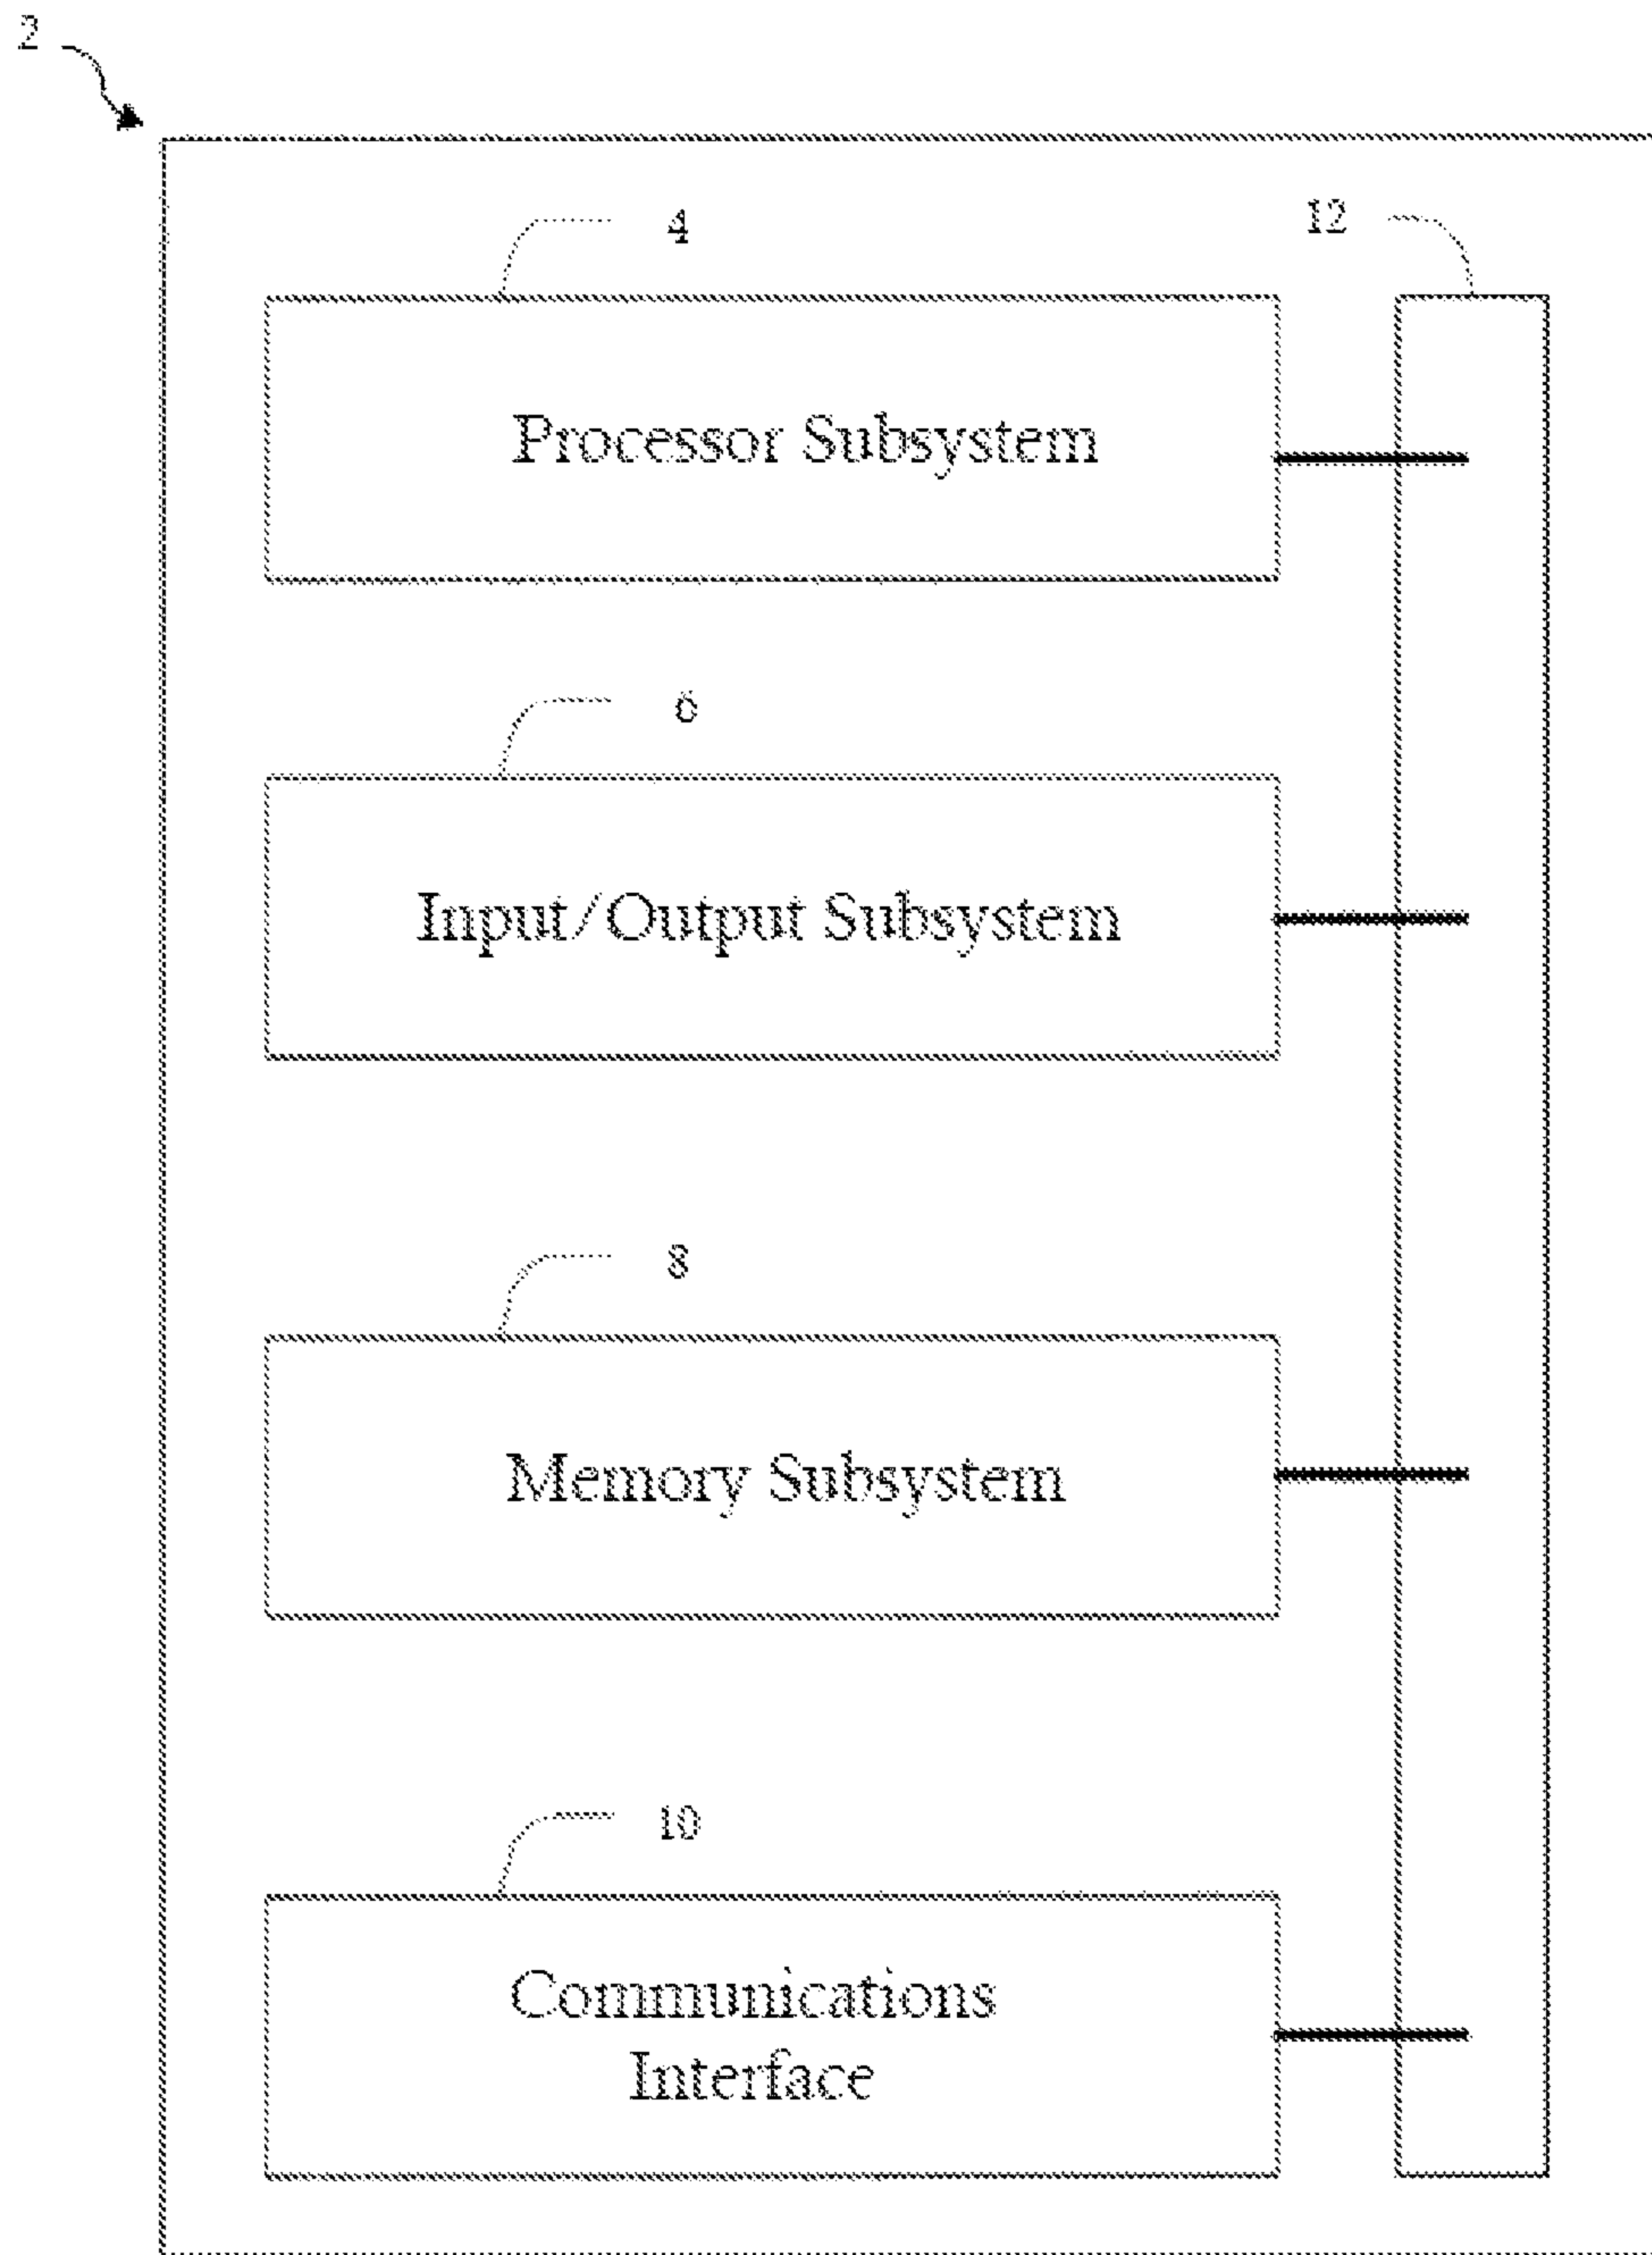 2
4
12
Processor Subsystem
6
Input/Output Subsystem
8
Memory Subsystem
10
Communications
Interface